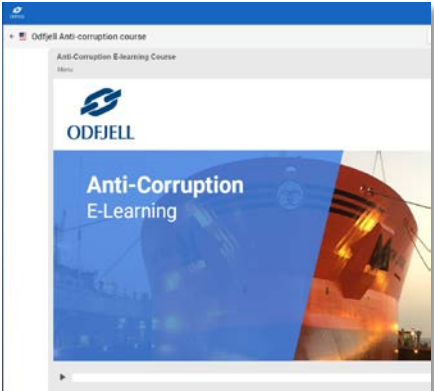 Odfjell Anti-corruption course
Anti-Corruption E-learning Course
Menu
ODFJELL
Anti-Corruption
E-Learning